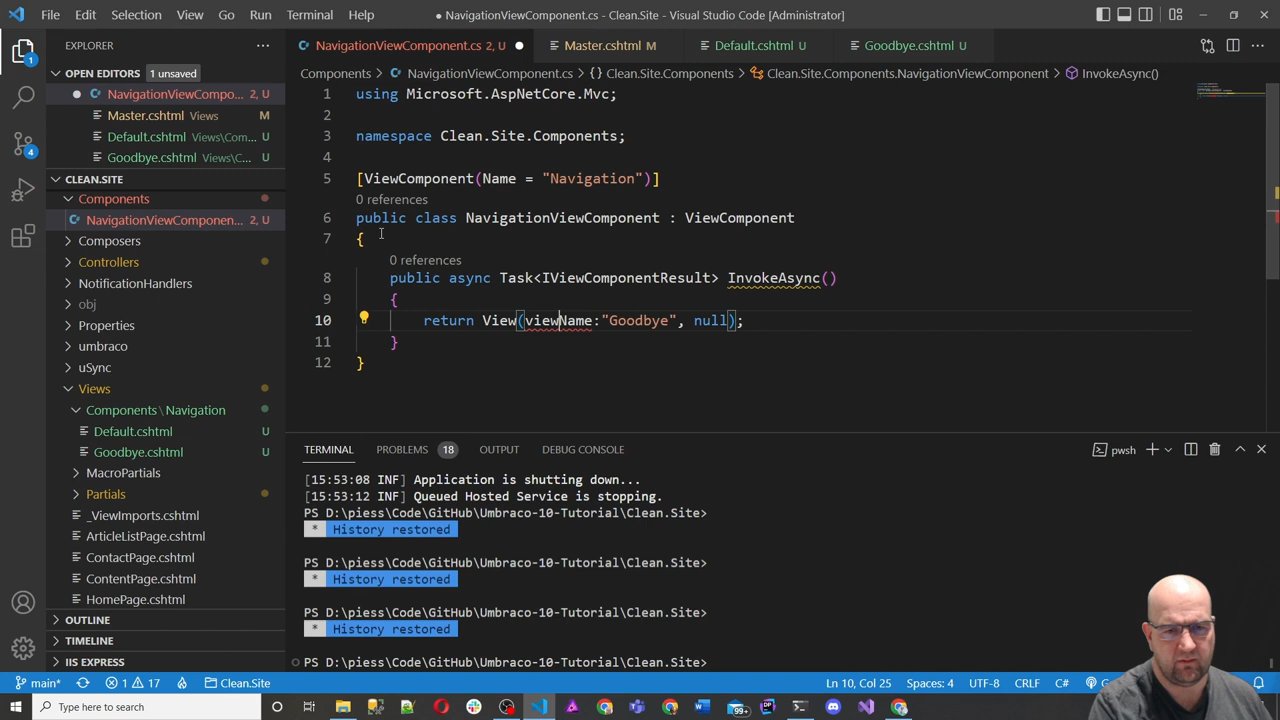 File Edit Selection View Go Run Terminal Help
● NavigationViewComponent.cs - Clean.Site - Visual Studio Code [Administrator]
EXPLORER
NavigationViewComponent.cs 2, U ●
Master.cshtml M
Default.cshtml U
Goodbye.cshtml U
OPEN EDITORS 1 unsaved
● NavigationViewCompo... 2, U
Master.cshtml Views M
Default.cshtml Views\Com... U
Goodbye.cshtml Views\C... U
CLEAN.SITE
Components
NavigationViewComponen... 2, U
Composers
Controllers
NotificationHandlers
obj
Properties
umbraco
uSync
Views
Components\Navigation
Default.cshtml U
Goodbye.cshtml U
MacroPartials
Partials
_ViewImports.cshtml
ArticleListPage.cshtml
ContactPage.cshtml
ContentPage.cshtml
HomePage.cshtml
OUTLINE
TIMELINE
IIS EXPRESS
1
4
Components > NavigationViewComponent.cs > {} Clean.Site.Components > Clean.Site.Components.NavigationViewComponent > InvokeAsync()
1 using Microsoft.AspNetCore.Mvc;
2
3 namespace Clean.Site.Components;
4
5 [ViewComponent(Name = "Navigation")]
0 references
6 public class NavigationViewComponent : ViewComponent
7 {
0 references
8 public async Task<IViewComponentResult> InvokeAsync()
9 {
10 return View(viewName:"Goodbye", null);
11 }
12 }
TERMINAL PROBLEMS 18 OUTPUT DEBUG CONSOLE
pwsh
[15:53:08 INF] Application is shutting down...
[15:53:12 INF] Queued Hosted Service is stopping.
PS D:\piess\Code\GitHub\Umbraco-10-Tutorial\Clean.Site>
* History restored
PS D:\piess\Code\GitHub\Umbraco-10-Tutorial\Clean.Site>
* History restored
PS D:\piess\Code\GitHub\Umbraco-10-Tutorial\Clean.Site>
* History restored
PS D:\piess\Code\GitHub\Umbraco-10-Tutorial\Clean.Site>
main* 1 17 Clean.Site
Ln 10, Col 25 Spaces: 4 UTF-8 CRLF C#
Type here to search
99+